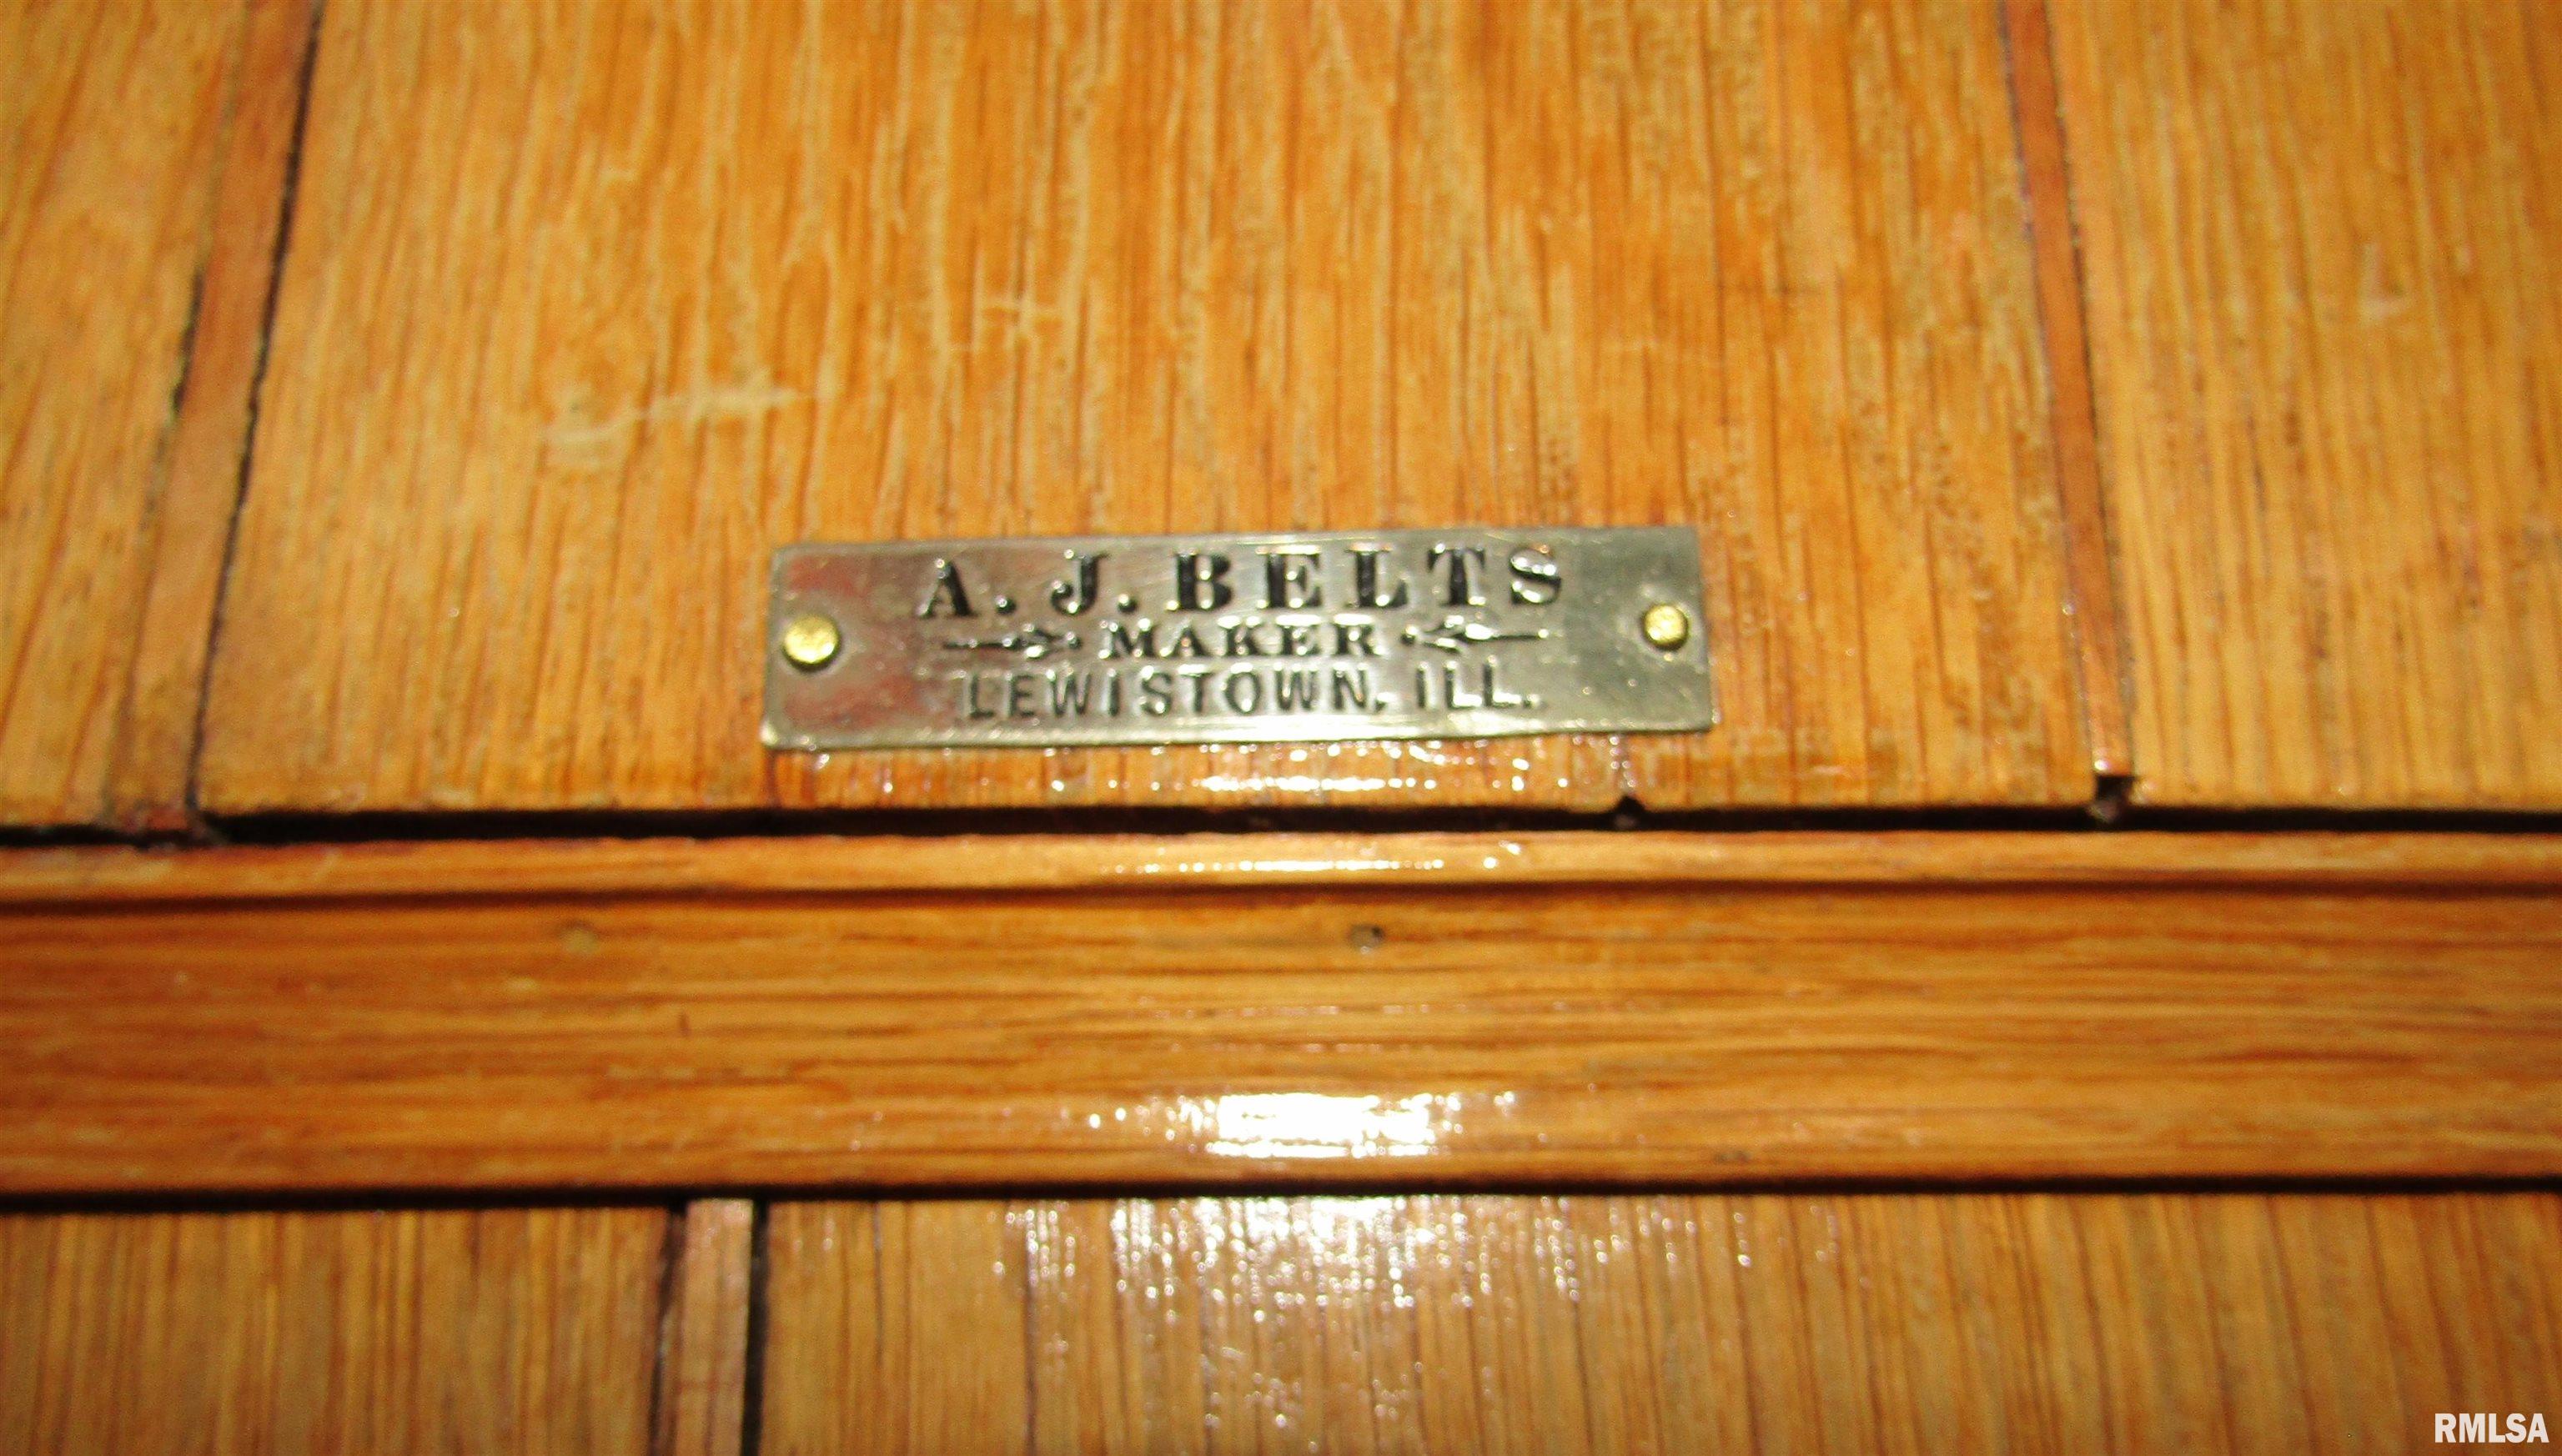 A. J. BELTS
MAKER
LEWISTOWN, ILL.
RMLSA